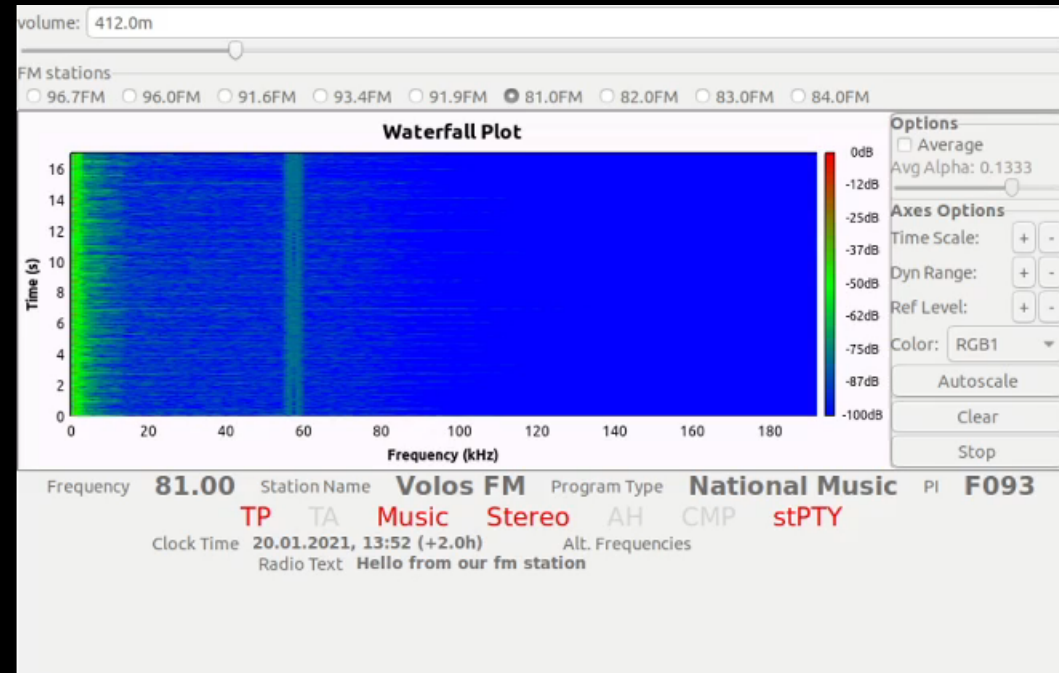 volume: 412.0m
FM stations
96.7FM 96.0FM 91.6FM 93.4FM 91.9FM 81.0FM 82.0FM 83.0FM 84.0FM
Waterfall Plot
Time (s)
16
14
12
10
8
6
4
2
0
0 20 40 60 80 100 120 140 160 180
Frequency (kHz)
0dB
-12dB
-25dB
-37dB
-50dB
-62dB
-75dB
-87dB
-100dB
Options
Average
Avg Alpha: 0.1333
Axes Options
Time Scale: + -
Dyn Range: + -
Ref Level: + -
Color: RGB1
Autoscale
Clear
Stop
Frequency 81.00 Station Name Volos FM Program Type National Music PI F093
TP TA Music Stereo AH CMP stPTY
Clock Time 20.01.2021, 13:52 (+2.0h) Alt. Frequencies
Radio Text Hello from our fm station